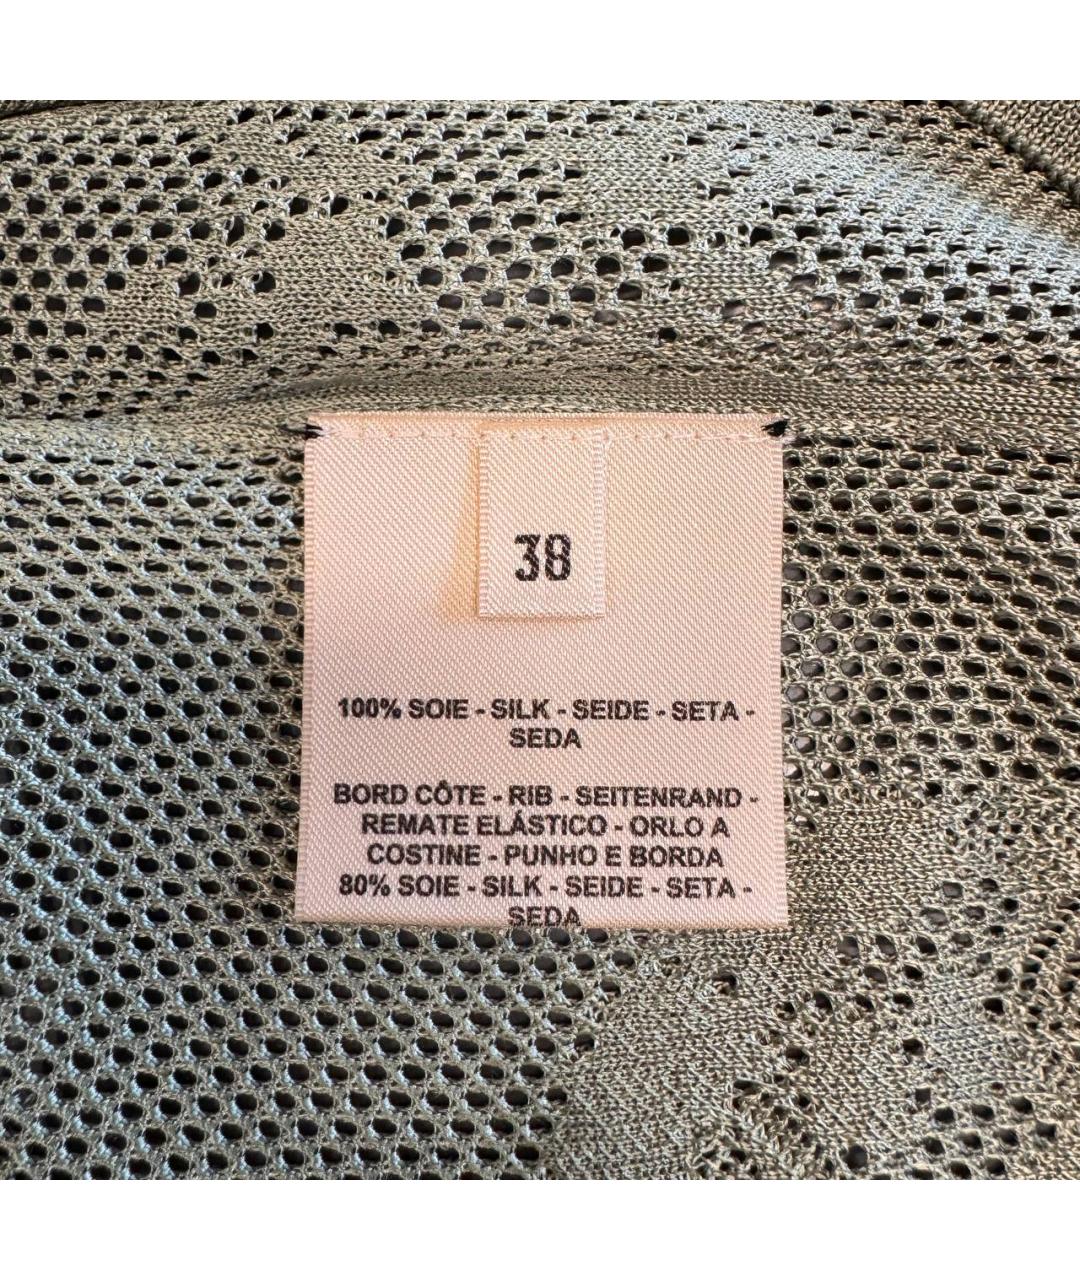 38
100% SOIE - SILK - SEIDE - SETA -
SEDA
BORD CÔTE - RIB - SEITENRAND -
REMATE ELÁSTICO - ORLO A
COSTINE - PUNHO E BORDA
80% SOIE - SILK - SEIDE - SETA -
SEDA